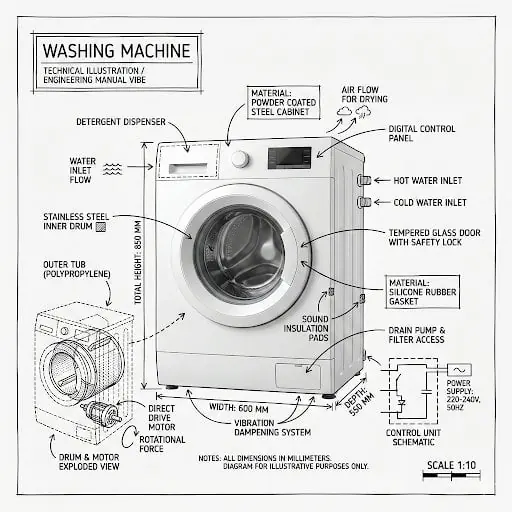 WASHING MACHINE
TECHNICAL ILLUSTRATION /
ENGINEERING MANUAL VIBE
MATERIAL:
POWDER COATED
STEEL CABINET
AIR FLOW
FOR DRYING
DETERGENT DISPENSER
DIGITAL CONTROL
PANEL
WATER
INLET
FLOW
HOT WATER INLET
COLD WATER INLET
STAINLESS STEEL
INNER DRUM
TOTAL HEIGHT: 850 MM
TEMPERED GLASS DOOR
WITH SAFETY LOCK
OUTER TUB
(POLYPROPYLENE)
MATERIAL:
SILICONE RUBBER
GASKET
SOUND
INSULATION
PADS
DRAIN PUMP &
FILTER ACCESS
POWER
SUPPLY:
220-240V,
50HZ
WIDTH: 600 MM
DEPTH:
550 MM
DIRECT
DRIVE
MOTOR
VIBRATION
DAMPENING SYSTEM
CONTROL UNIT
SCHEMATIC
ROTATIONAL
FORCE
DRUM & MOTOR
EXPLODED VIEW
NOTES: ALL DIMENSIONS IN MILLIMETERS.
DIAGRAM FOR ILLUSTRATIVE PURPOSES ONLY.
SCALE 1:10